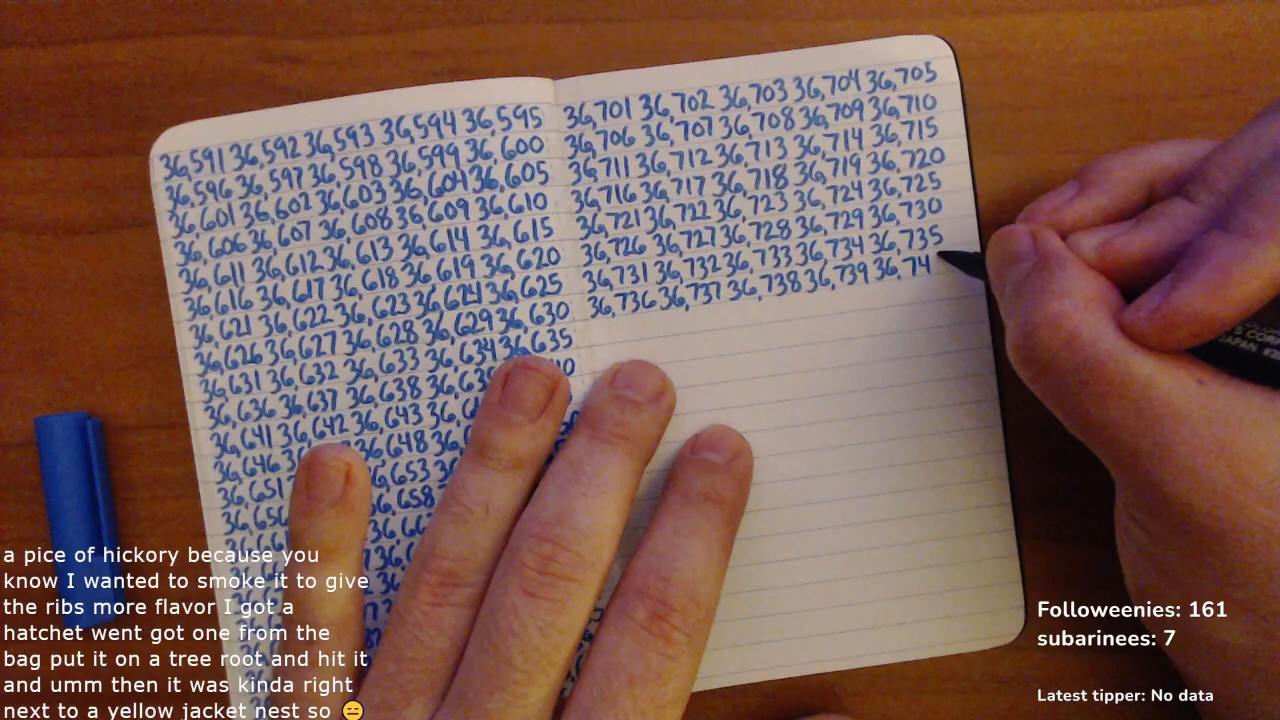 36,591 36,592 36,593 36,594 36,595
36,596 36,597 36,598 36,599 36,600
36,601 36,602 36,603 36,604 36,605
36,606 36,607 36,608 36,609 36,610
36,611 36,612 36,613 36,614 36,615
36,616 36,617 36,618 36,619 36,620
36,621 36,622 36,623 36,624 36,625
36,626 36,627 36,628 36,629 36,630
36,631 36,632 36,633 36,634 36,635
36,636 36,637 36,638
36,641 36,642 36,643
36,646 36,648
36,651 36,653
36,658
36,701 36,702 36,703 36,704 36,705
36,706 36,707 36,708 36,709 36,710
36,711 36,712 36,713 36,714 36,715
36,716 36,717 36,718 36,719 36,720
36,721 36,722 36,723 36,724 36,725
36,726 36,727 36,728 36,729 36,730
36,731 36,732 36,733 36,734 36,735
36,736 36,737 36,738 36,739 36,74
JAPAN
a pice of hickory because you
know I wanted to smoke it to give
the ribs more flavor I got a
hatchet went got one from the
bag put it on a tree root and hit it
and umm then it was kinda right
next to a yellow jacket nest so 😑
Followeenies: 161
subarinees: 7
Latest tipper: No data